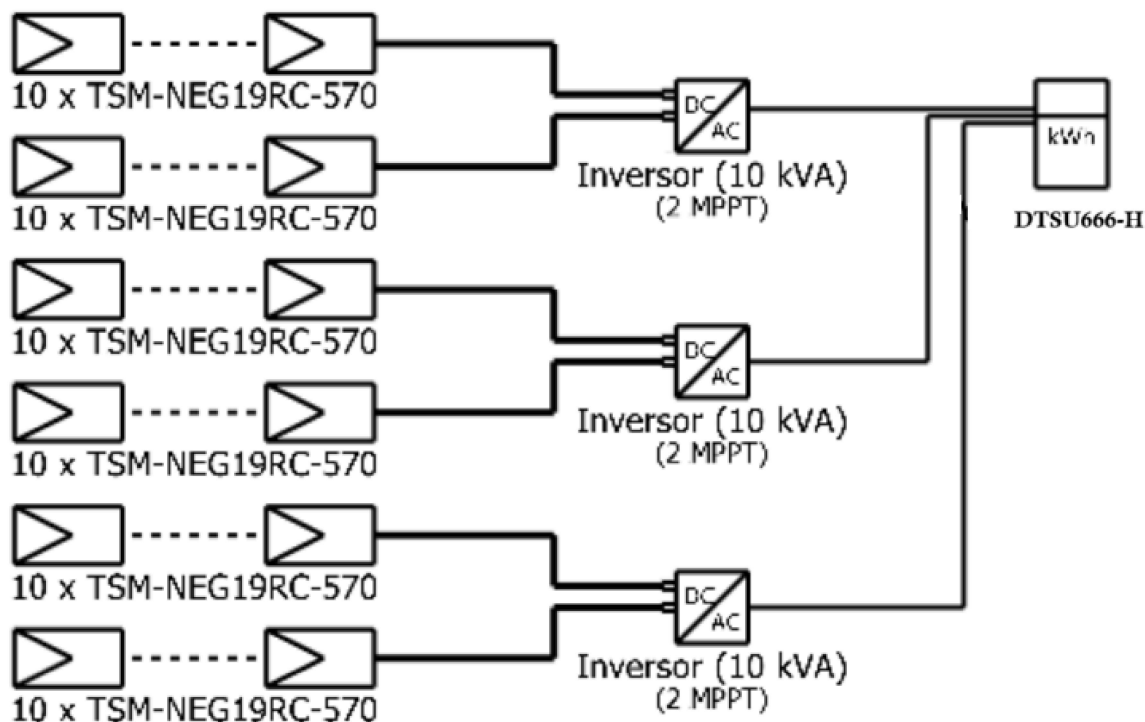 10 x TSM-NEG19RC-570
DC
AC
kWh
10 x TSM-NEG19RC-570
Inversor (10 kVA)
(2 MPPT)
DTSU666-H
10 x TSM-NEG19RC-570
DC
AC
10 x TSM-NEG19RC-570
Inversor (10 kVA)
(2 MPPT)
10 x TSM-NEG19RC-570
DC
AC
10 x TSM-NEG19RC-570
Inversor (10 kVA)
(2 MPPT)